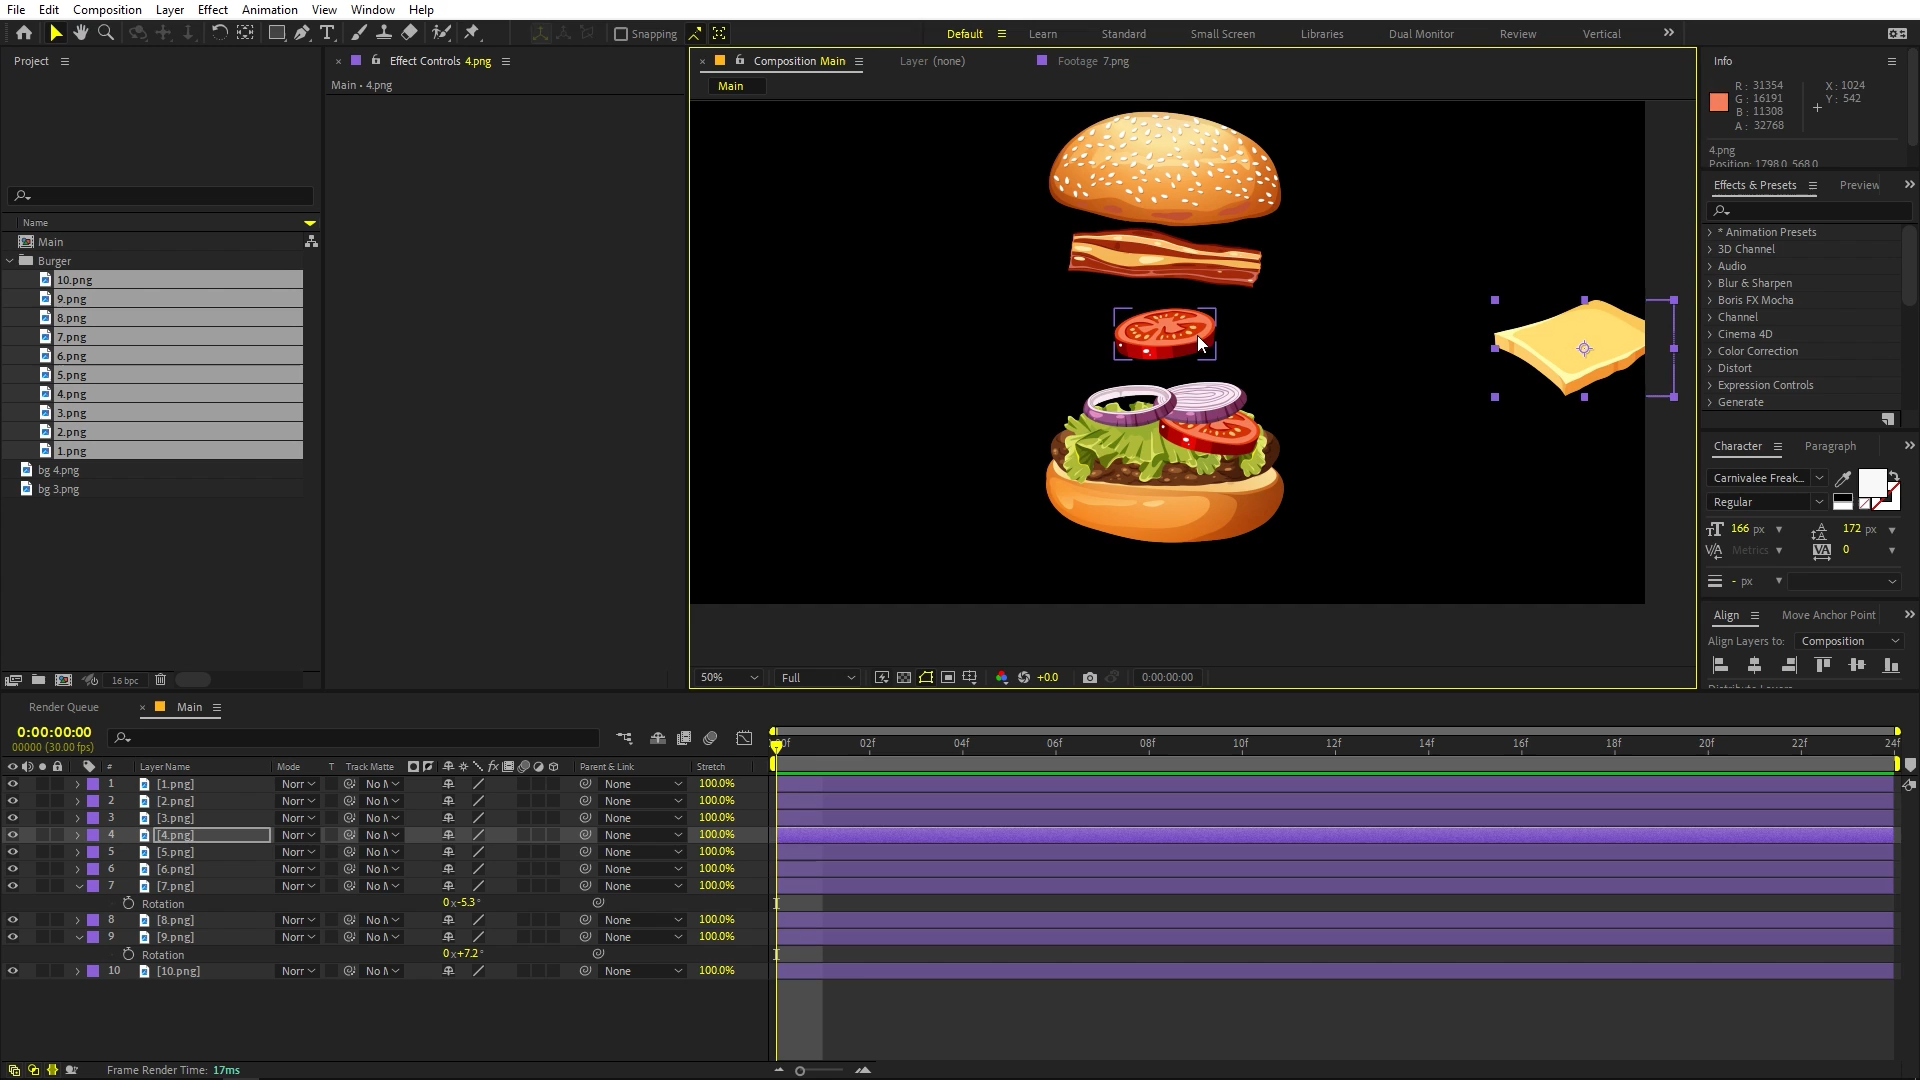 File Edit Composition Layer Effect Animation View Window Help
Snapping
Default Learn Standard Small Screen Libraries Dual Monitor Review Vertical
Project
Effect Controls 4.png
Main • 4.png
Composition Main
Layer (none)
Footage 7.png
Main
Info
R: 31354
G: 16191
B: 11308
A: 32768
X: 1024
Y: 542
4.png
Position: 1798.0, 568.0
Effects & Presets
Preview
* Animation Presets
3D Channel
Audio
Blur & Sharpen
Boris FX Mocha
Channel
Cinema 4D
Color Correction
Distort
Expression Controls
Generate
Name
Main
Burger
10.png
9.png
8.png
7.png
6.png
5.png
4.png
3.png
2.png
1.png
bg 4.png
bg 3.png
16 bpc
Character
Paragraph
Carnivalee Freak...
Regular
166 px
172 px
Metrics
0
- px
Align
Move Anchor Point
Align Layers to: Composition
50%
Full
+0.0
0:00:00:00
Render Queue
Main
0:00:00:00
00000 (30.00 fps)
00f 02f 04f 06f 08f 10f 12f 14f 16f 18f 20f 22f 24f
# Layer Name Mode T Track Matte Parent & Link Stretch
1 [1.png] Norr No M None 100.0%
2 [2.png] Norr No M None 100.0%
3 [3.png] Norr No M None 100.0%
4 [4.png] Norr No M None 100.0%
5 [5.png] Norr No M None 100.0%
6 [6.png] Norr No M None 100.0%
7 [7.png] Norr No M None 100.0%
Rotation 0x-5.3°
8 [8.png] Norr No M None 100.0%
9 [9.png] Norr No M None 100.0%
Rotation 0x+7.2°
10 [10.png] Norr No M None 100.0%
Frame Render Time: 17ms